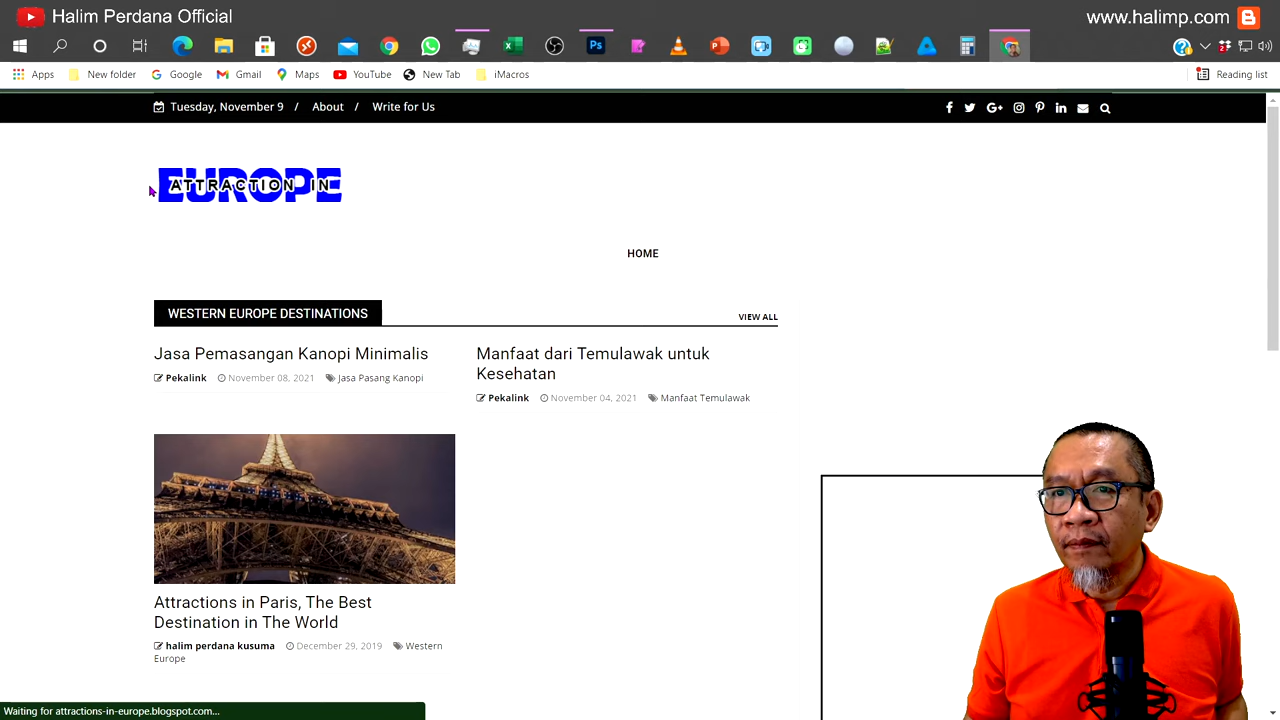 Halim Perdana Official
www.halimp.com
Apps New folder Google Gmail Maps YouTube New Tab iMacros Reading list
Tuesday, November 9 / About / Write for Us
EUROPE
ATTRACTION IN
HOME
WESTERN EUROPE DESTINATIONS
VIEW ALL
Jasa Pemasangan Kanopi Minimalis
Pekalink November 08, 2021 Jasa Pasang Kanopi
Manfaat dari Temulawak untuk
Kesehatan
Pekalink November 04, 2021 Manfaat Temulawak
Attractions in Paris, The Best
Destination in The World
halim perdana kusuma December 29, 2019 Western
Europe
Waiting for attractions-in-europe.blogspot.com...